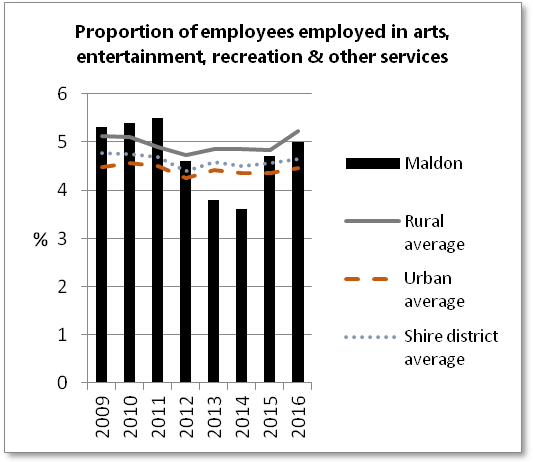 Proportion of employees employed in arts,
entertainment, recreation & other services
6
5
4
3
2
1
0
%
2009
2010
2011
2012
2013
2014
2015
2016
Maldon
Rural
average
Urban
average
Shire district
average